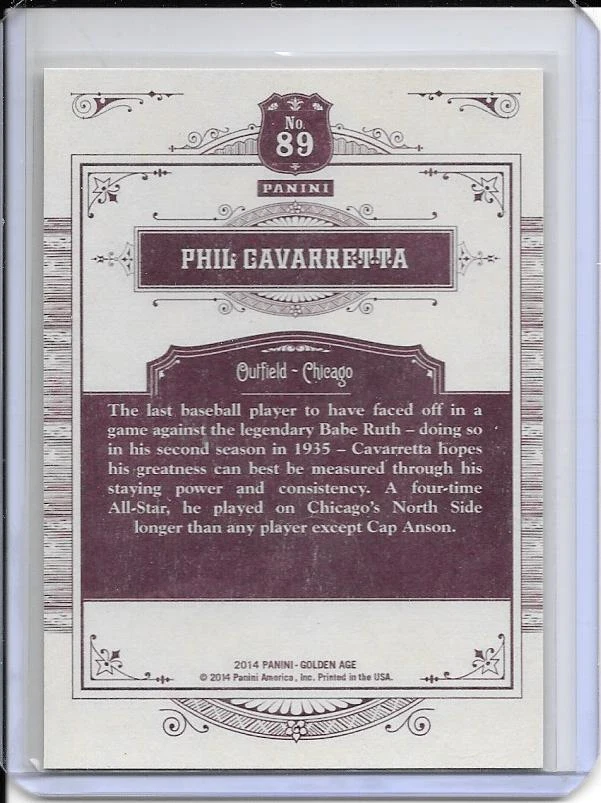 No.
89
PANINI
PHIL CAVARRETTA
Outfield - Chicago
The last baseball player to have faced off in a
game against the legendary Babe Ruth – doing so
in his second season in 1935 – Cavarretta hopes
his greatness can best be measured through his
staying power and consistency. A four-time
All-Star, he played on Chicago's North Side
longer than any player except Cap Anson.
2014 PANINI - GOLDEN AGE
© 2014 Panini America, Inc. Printed in the USA.